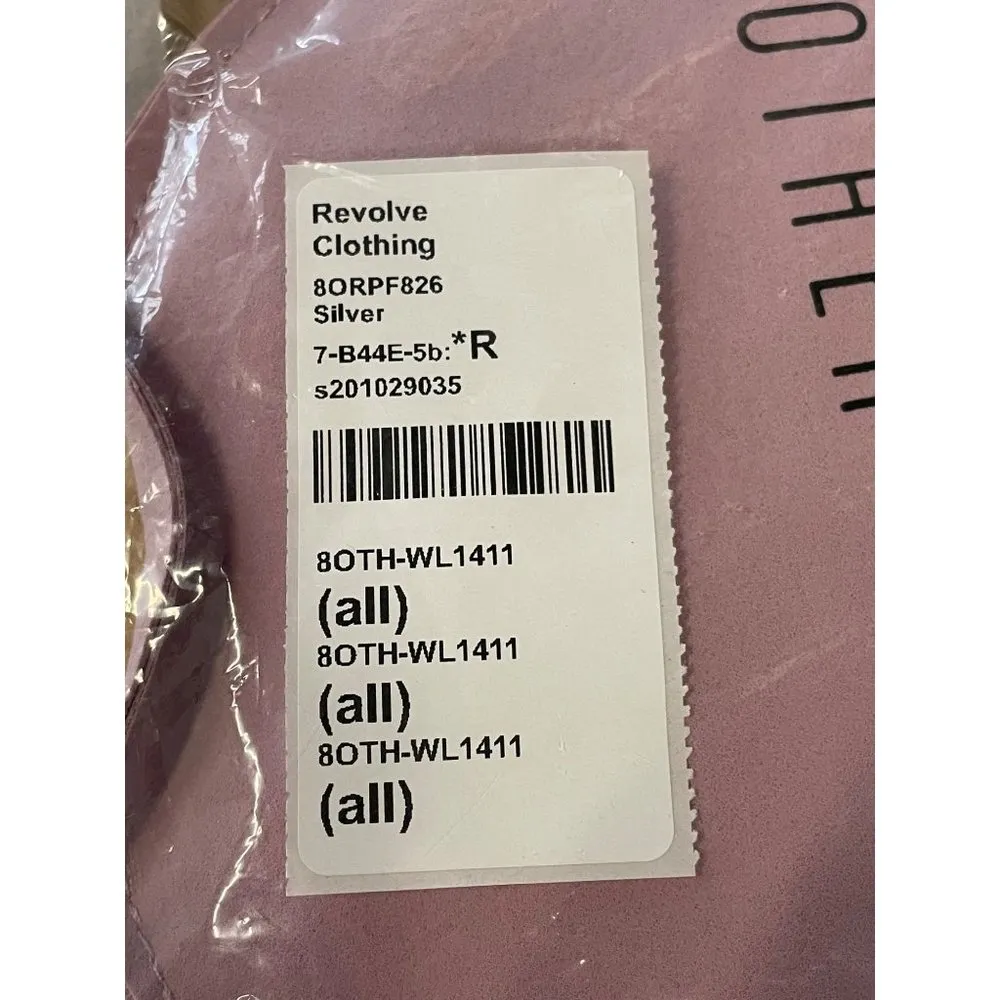 Revolve
Clothing
8ORPF826
Silver
7-B44E-5b:*R
s201029035
8OTH-WL1411
(all)
8OTH-WL1411
(all)
8OTH-WL1411
(all)